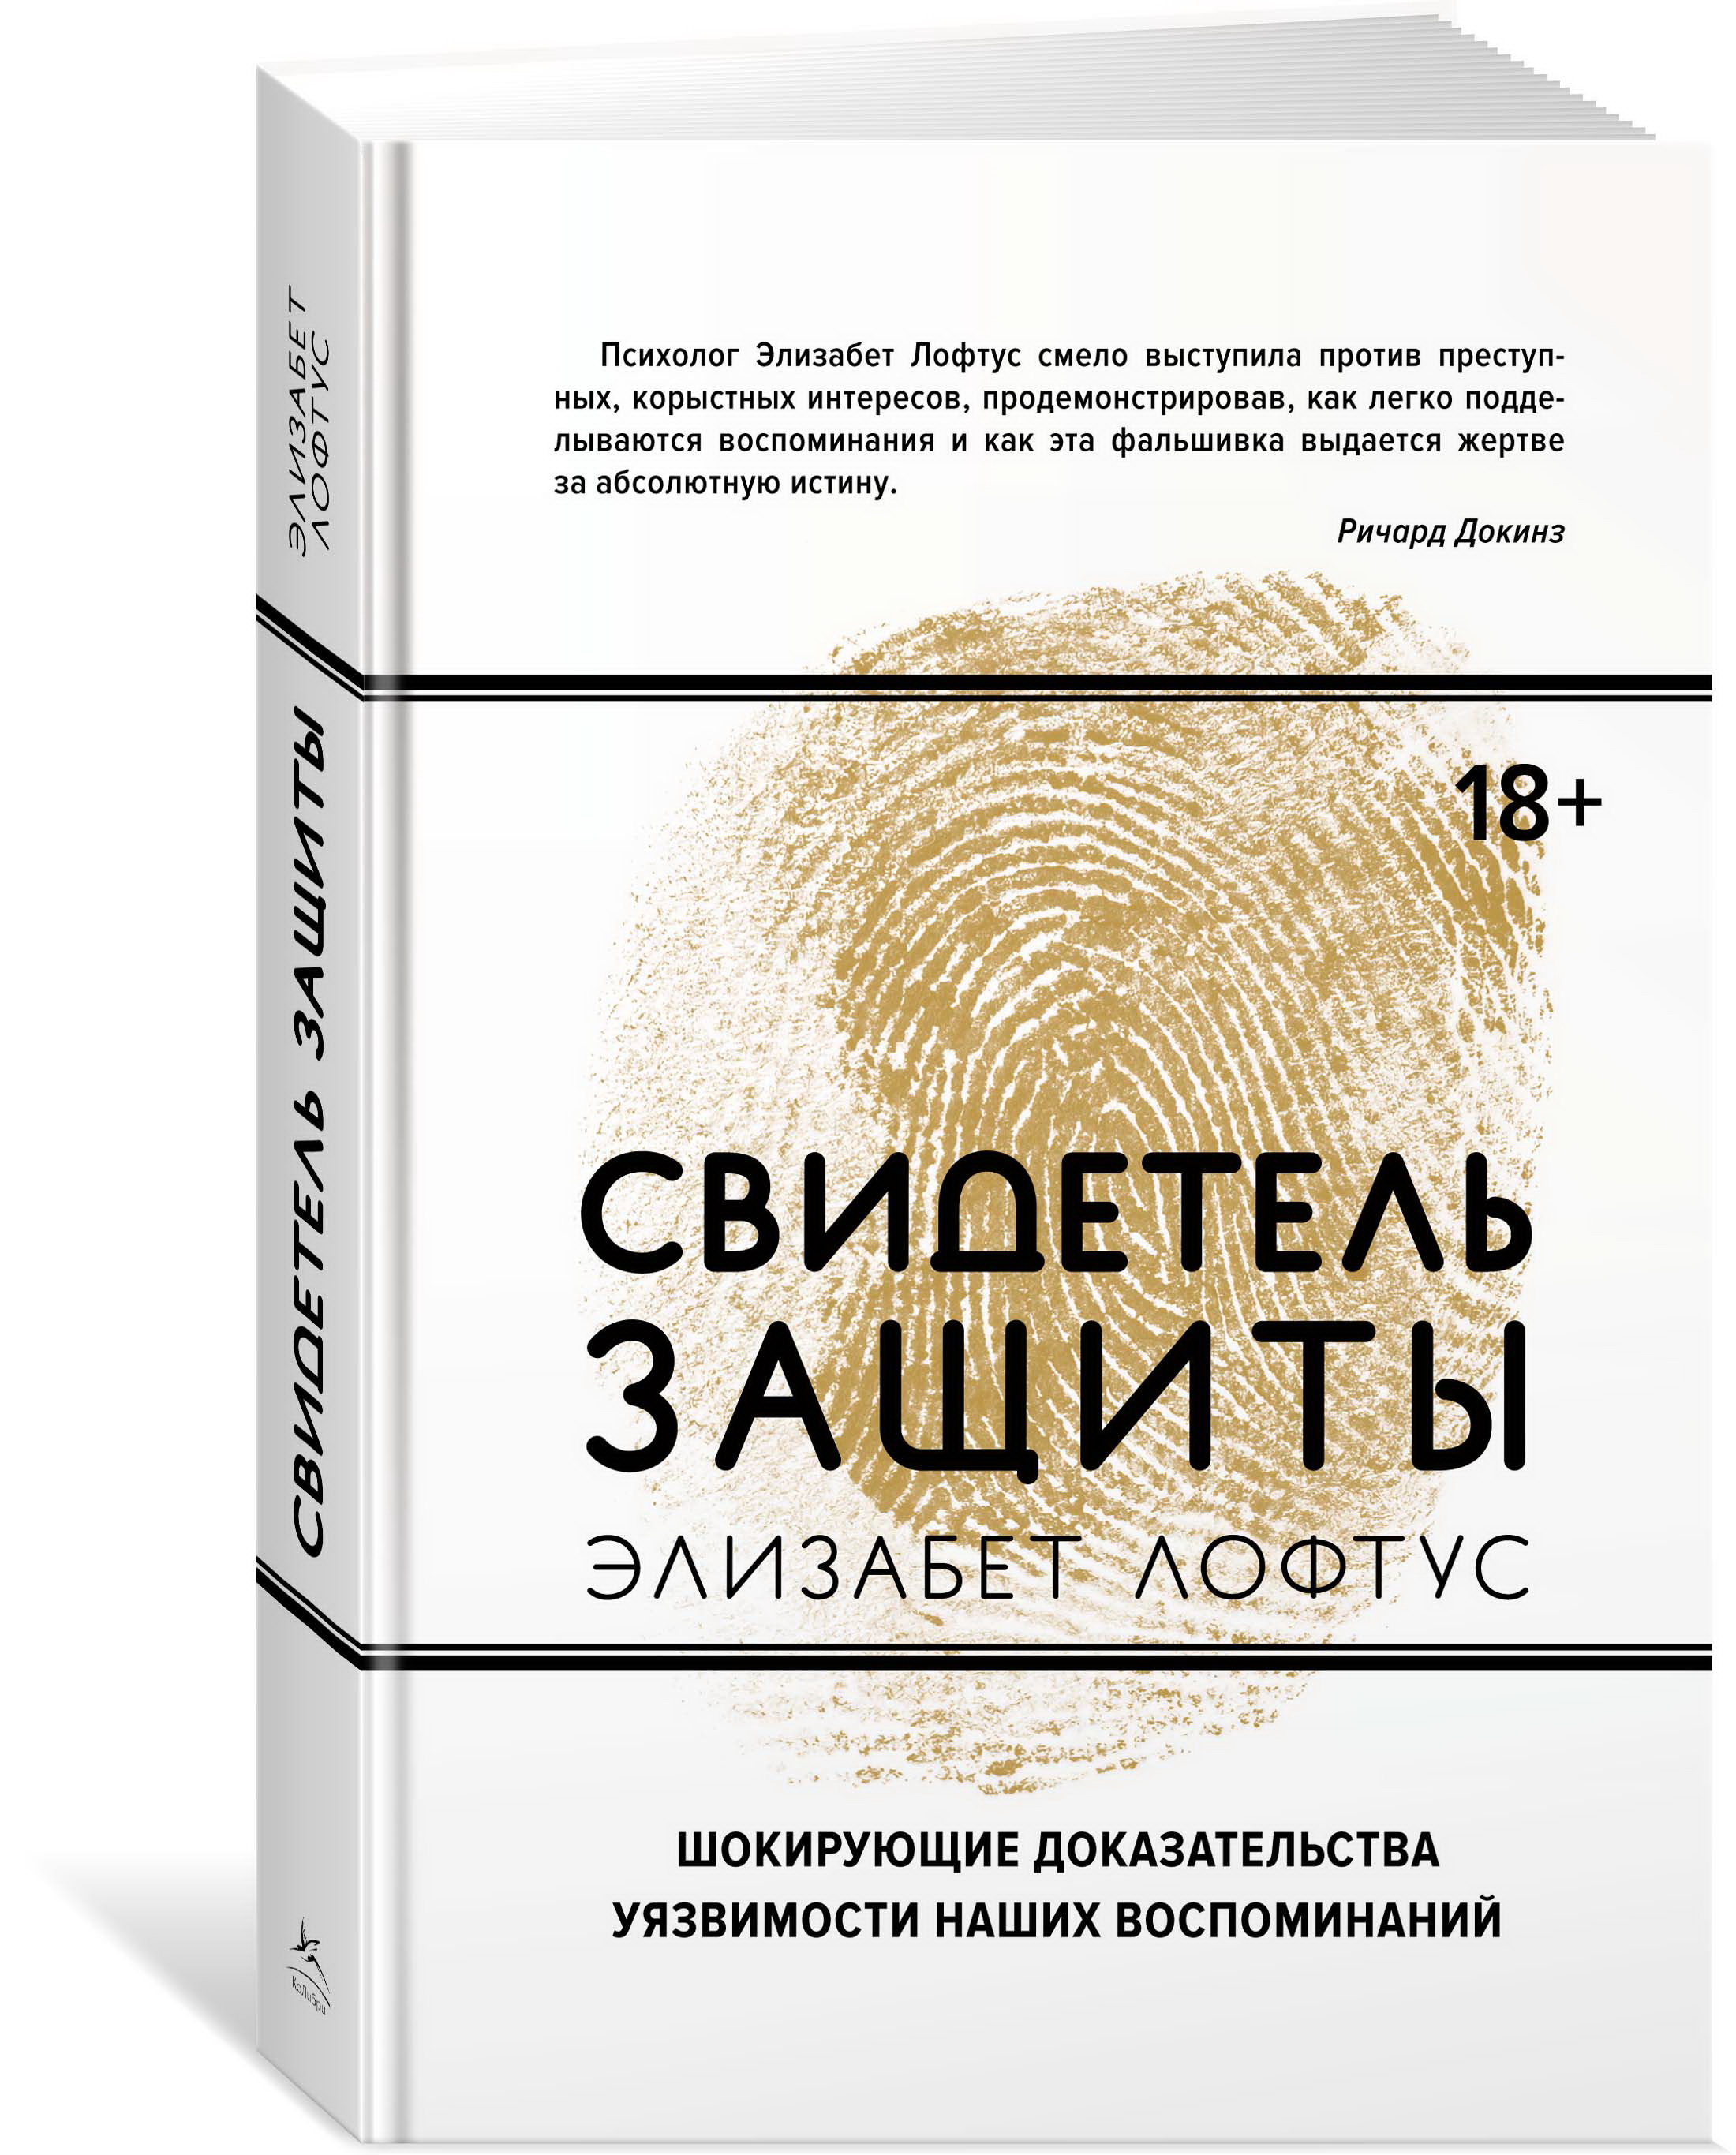 Психолог Элизабет Лофтус смело выступила против преступ-
ных, корыстных интересов, продемонстрировав, как легко подде-
лываются воспоминания и как эта фальшивка выдается жертве
за абсолютную истину.
Ричард Докинз
18+
СВИДЕТЕЛЬ
ЗАЩИТЫ
ЭЛИЗАБЕТ ЛОФТУС
ШОКИРУЮЩИЕ ДОКАЗАТЕЛЬСТВА
УЯЗВИМОСТИ НАШИХ ВОСПОМИНАНИЙ
ЭЛИЗАБЕТ
ЛОФТУС
СВИДЕТЕЛЬ ЗАЩИТЫ
КоЛибри